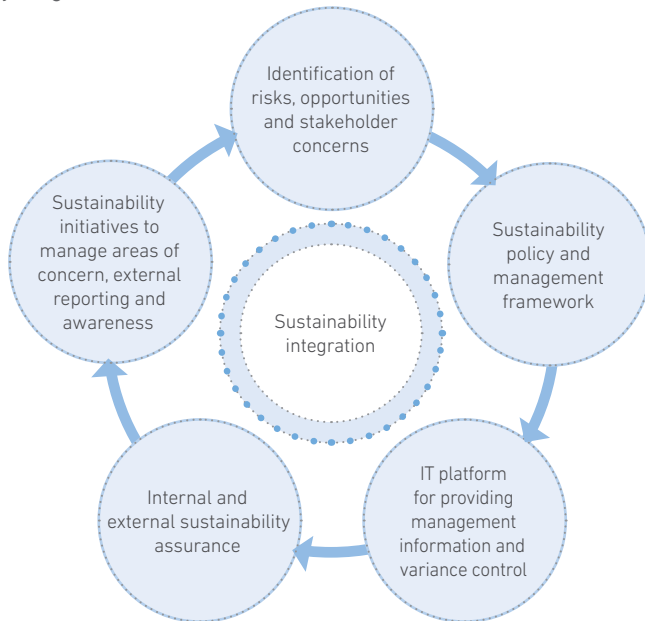 Identification of
risks, opportunities
and stakeholder
concerns
Sustainability
policy and
management
framework
IT platform
for providing
management
information and
variance control
Internal and
external sustainability
assurance
Sustainability
initiatives to
manage areas of
concern, external
reporting and
awareness
Sustainability
integration